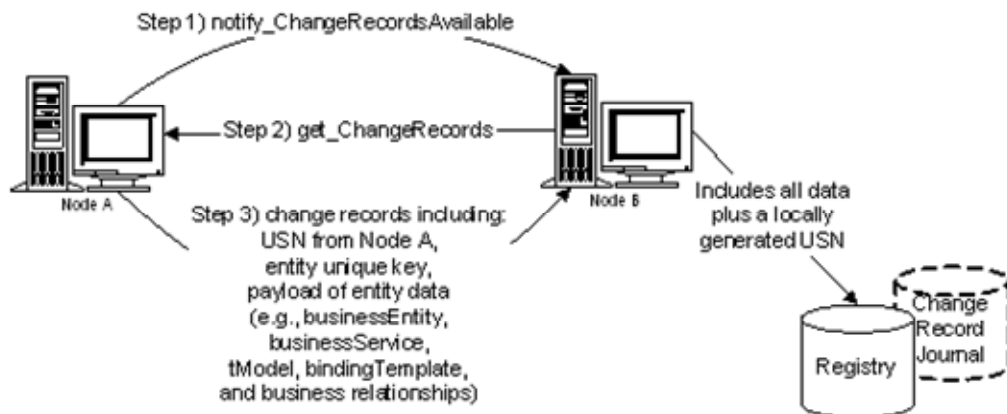 Step 1) notify_ChangeRecordsAvailable
Step 2) get_ChangeRecords
Node A
Node B
Step 3) change records including:
USN from Node A,
entity unique key,
payload of entity data
(e.g., businessEntity,
businessService,
tModel, bindingTemplate,
and business relationships)
Includes all data
plus a locally
generated USN
Change
Record
Journal
Registry